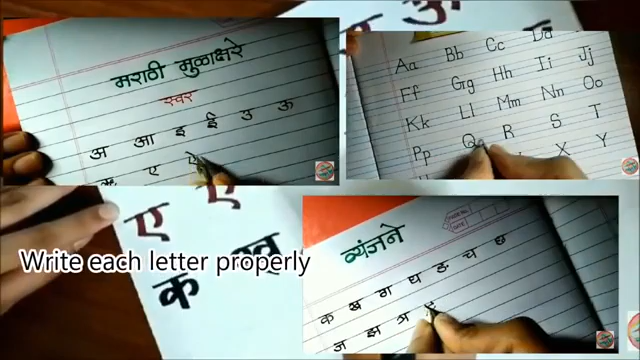 मराठी मुळाक्षरे
स्वर
अ आ इ ई उ ऊ
ऋ ए
Aa Bb Cc Dd
Ff Gg Hh Ii Jj
Kk Ll Mm Nn Oo
Pp Qq R S T
X Y
ए ऐ
क ख
Write each letter properly
व्यंजने
क ख ग घ ङ च छ
ज झ ञ ट